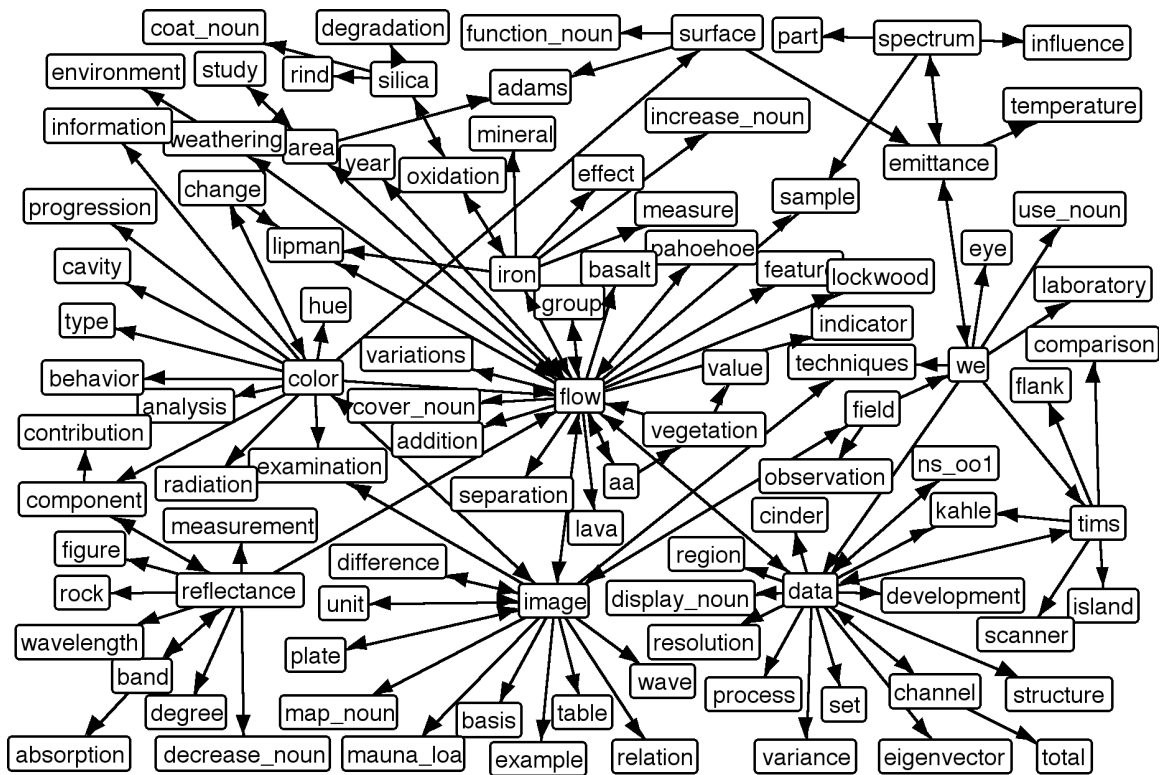 coat_noun
degradation
function_noun
surface
part
spectrum
influence
environment
study
rind
silica
adams
temperature
information
weathering
area
year
mineral
increase_noun
emittance
change
oxidation
effect
sample
progression
measure
use_noun
lipman
pahoehoe
eye
cavity
iron
basalt
feature
lockwood
laboratory
hue
group
indicator
type
variations
value
techniques
comparison
behavior
color
we
flank
analysis
cover_noun
flow
field
contribution
addition
vegetation
examination
radiation
separation
aa
observation
ns_oo1
component
measurement
lava
cinder
kahle
tims
figure
difference
region
rock
reflectance
unit
image
display_noun
data
development
island
wavelength
resolution
scanner
plate
band
wave
process
set
channel
structure
degree
map_noun
basis
table
absorption
decrease_noun
mauna_loa
example
relation
variance
eigenvector
total